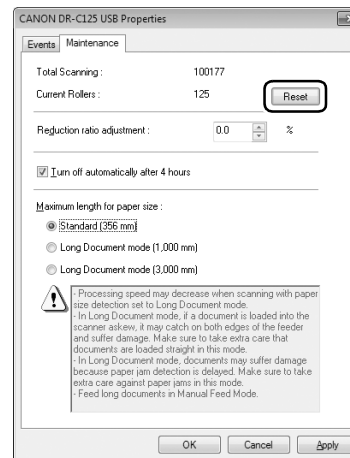 CANON DR-C125 USB Properties
Events Maintenance
Total Scanning : 100177
Current Rollers : 125 Reset
Reduction ratio adjustment : 0.0 %
Turn off automatically after 4 hours
Maximum length for paper size :
Standard (356 mm)
Long Document mode (1,000 mm)
Long Document mode (3,000 mm)
- Processing speed may decrease when scanning with paper
size detection set to Long Document mode.
- In Long Document mode, if a document is loaded into the
scanner askew, it may catch on both edges of the feeder
and suffer damage. Make sure to take extra care that
documents are loaded straight in this mode.
- In Long Document mode, documents may suffer damage
because paper jam detection is delayed. Make sure to take
extra care against paper jams in this mode.
- Feed long documents in Manual Feed Mode.
OK Cancel Apply